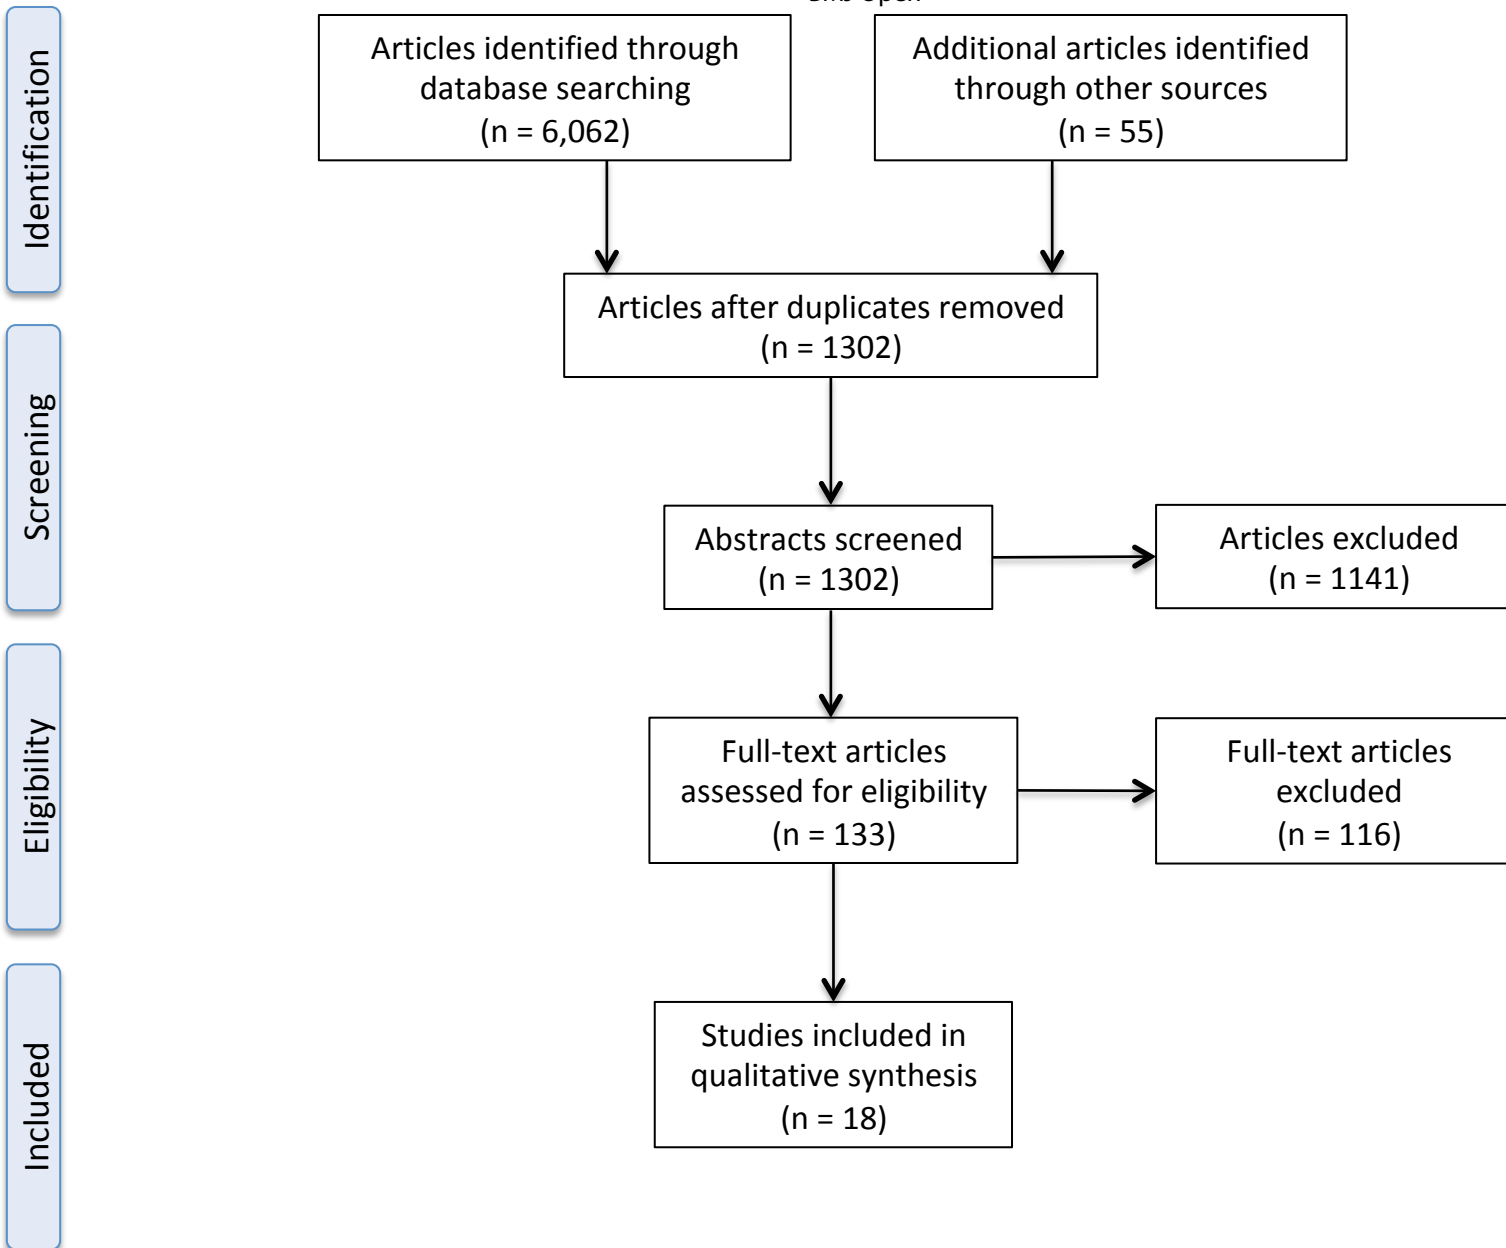 Identification
Articles identified through
database searching
(n = 6,062)
Additional articles identified
through other sources
(n = 55)
Articles after duplicates removed
(n = 1302)
Screening
Abstracts screened
(n = 1302)
Articles excluded
(n = 1141)
Eligibility
Full-text articles
assessed for eligibility
(n = 133)
Full-text articles
excluded
(n = 116)
Included
Studies included in
qualitative synthesis
(n = 18)